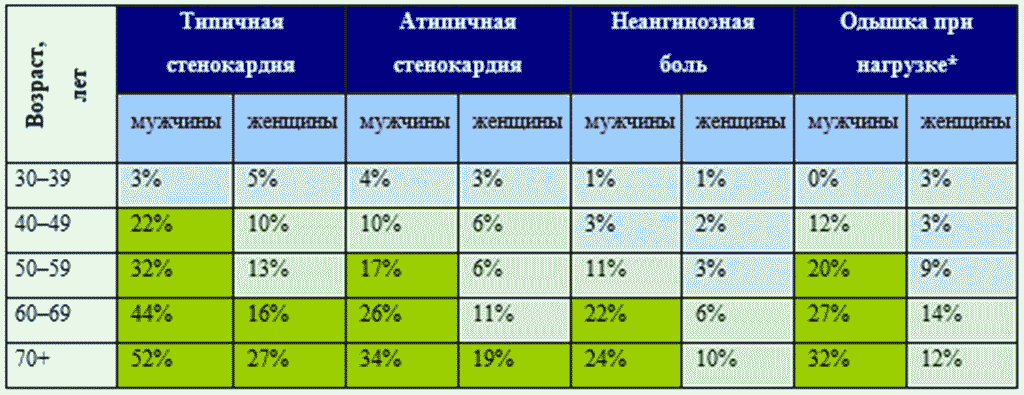 Возраст, лет
Типичная стенокардия
Атипичная стенокардия
Неангинозная боль
Одышка при нагрузке*
мужчины женщины мужчины женщины мужчины женщины мужчины женщины
30–39 3% 5% 4% 3% 1% 1% 0% 3%
40–49 22% 10% 10% 6% 3% 2% 12% 3%
50–59 32% 13% 17% 6% 11% 3% 20% 9%
60–69 44% 16% 26% 11% 22% 6% 27% 14%
70+ 52% 27% 34% 19% 24% 10% 32% 12%